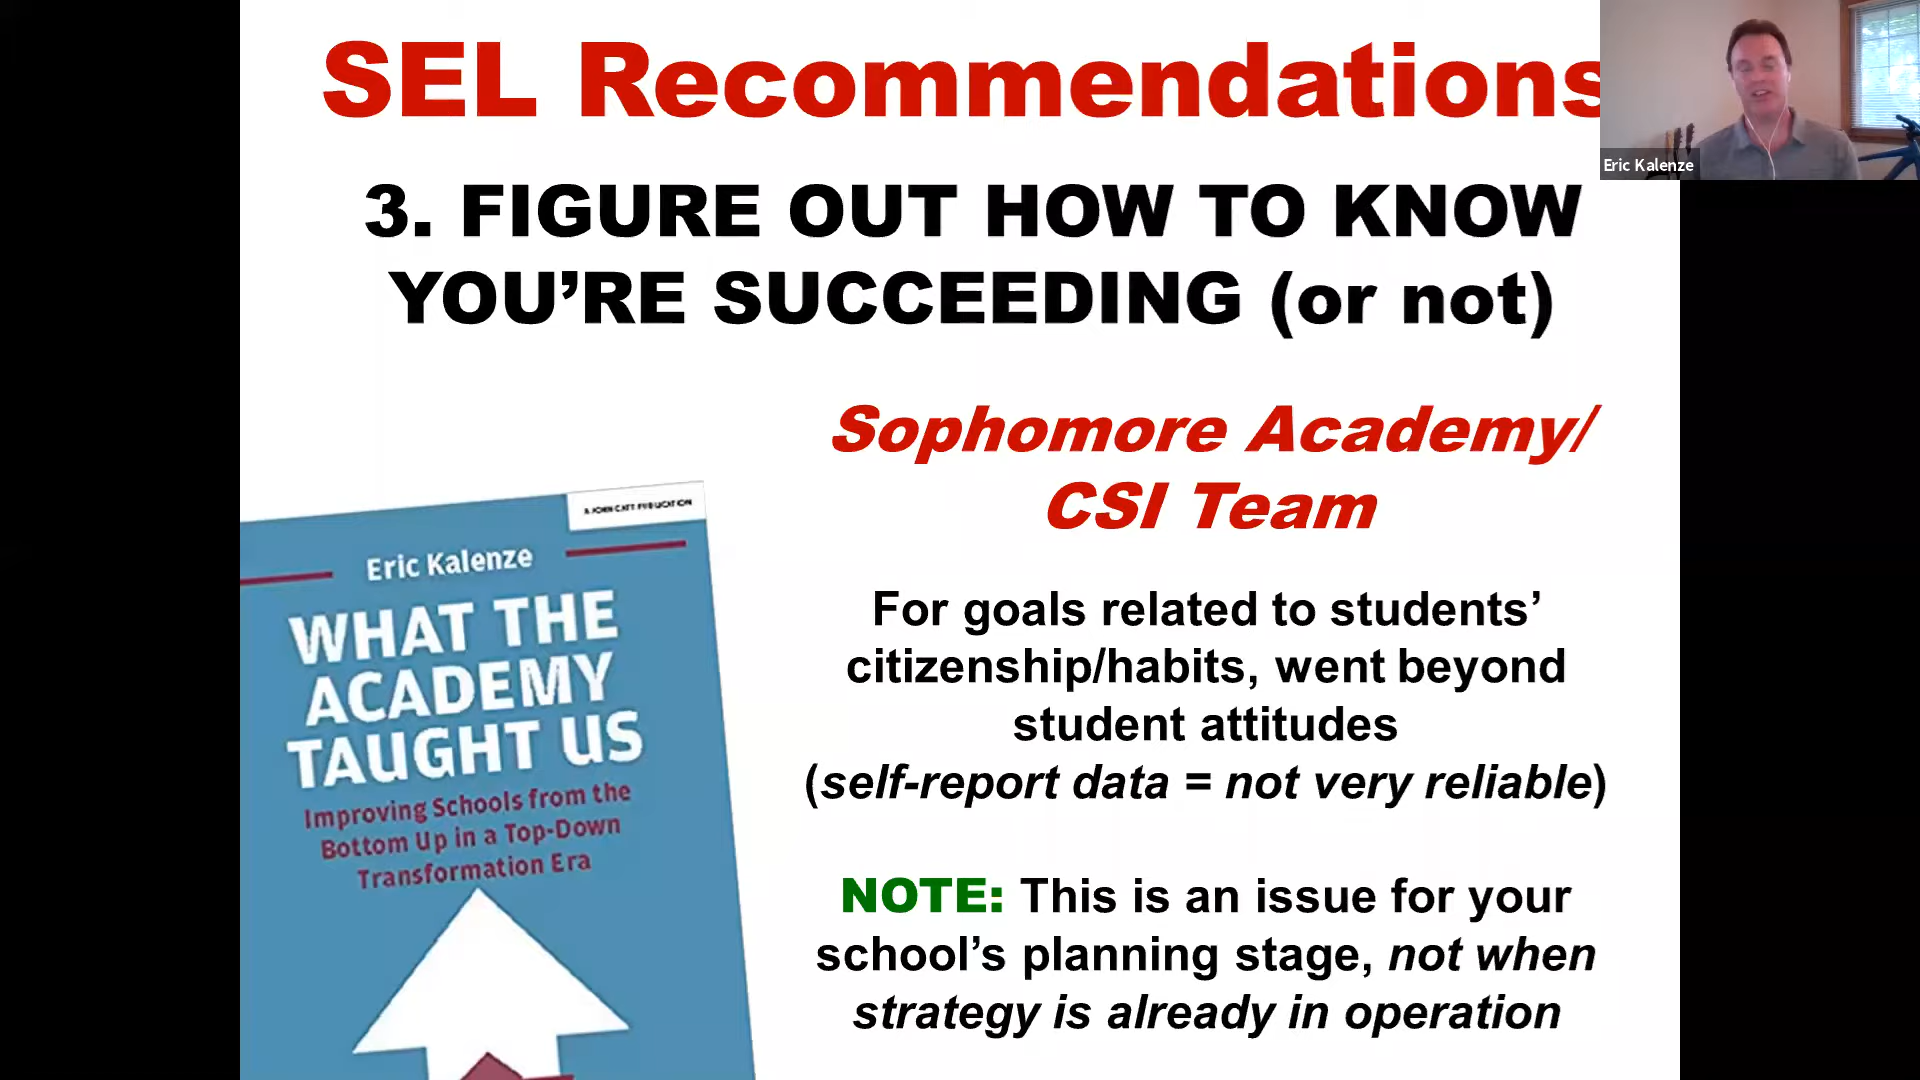 SEL Recommendations
Eric Kalenze
3. FIGURE OUT HOW TO KNOW
YOU’RE SUCCEEDING (or not)
Sophomore Academy/
CSI Team
For goals related to students’
citizenship/habits, went beyond
student attitudes
(self-report data = not very reliable)
NOTE: This is an issue for your
school’s planning stage, not when
strategy is already in operation
A JOHN CATT PUBLICATION
Eric Kalenze
WHAT THE
ACADEMY
TAUGHT US
Improving Schools from the
Bottom Up in a Top-Down
Transformation Era